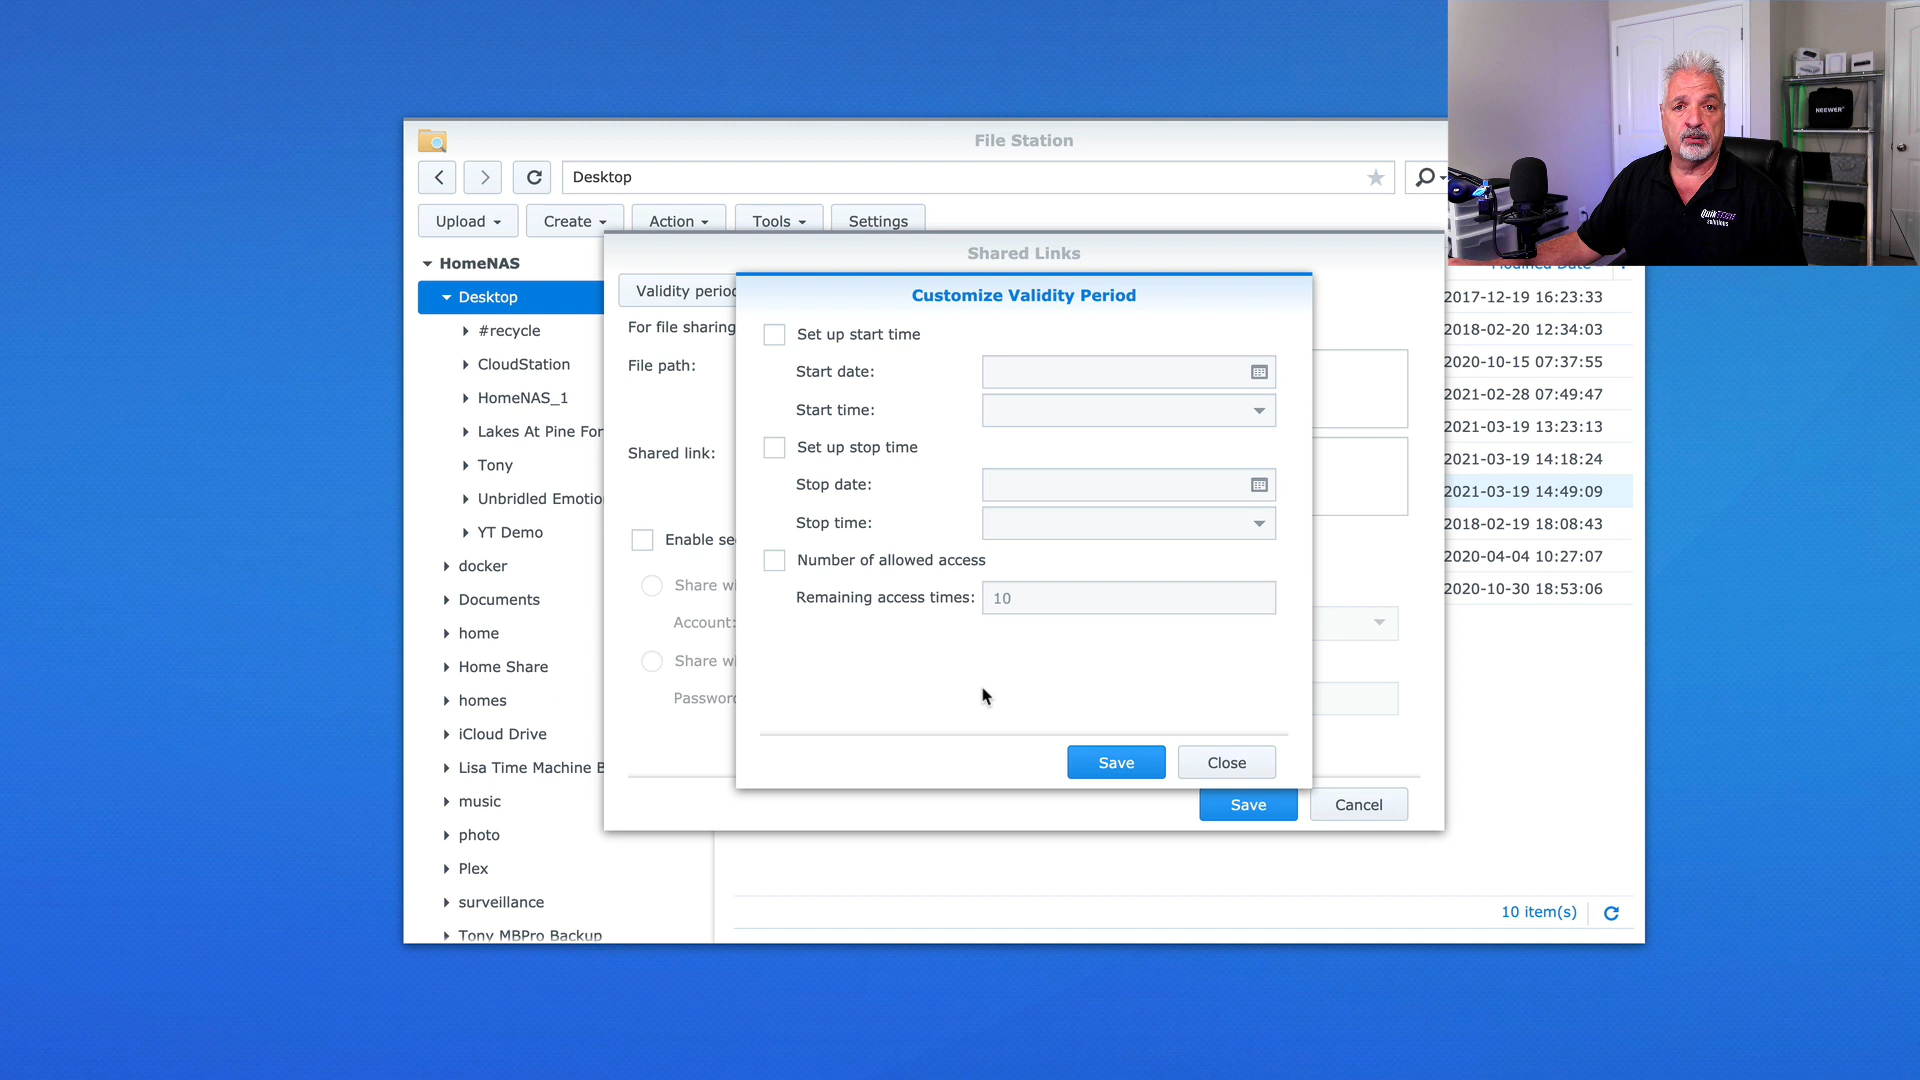 NEEWER
QuikTECH
solutions
File Station
Desktop
Upload
Create
Action
Tools
Settings
HomeNAS
Desktop
#recycle
CloudStation
HomeNAS_1
Lakes At Pine For
Tony
Unbridled Emotio
YT Demo
docker
Documents
home
Home Share
homes
iCloud Drive
Lisa Time Machine B
music
photo
Plex
surveillance
Tony MBPro Backup
Shared Links
Validity period
For file sharing
File path:
Shared link:
Enable se
Share wi
Account:
Share wi
Password
Customize Validity Period
Set up start time
Start date:
Start time:
Set up stop time
Stop date:
Stop time:
Number of allowed access
Remaining access times: 10
Save Close
Save Cancel
Modified Date
2017-12-19 16:23:33
2018-02-20 12:34:03
2020-10-15 07:37:55
2021-02-28 07:49:47
2021-03-19 13:23:13
2021-03-19 14:18:24
2021-03-19 14:49:09
2018-02-19 18:08:43
2020-04-04 10:27:07
2020-10-30 18:53:06
10 item(s)